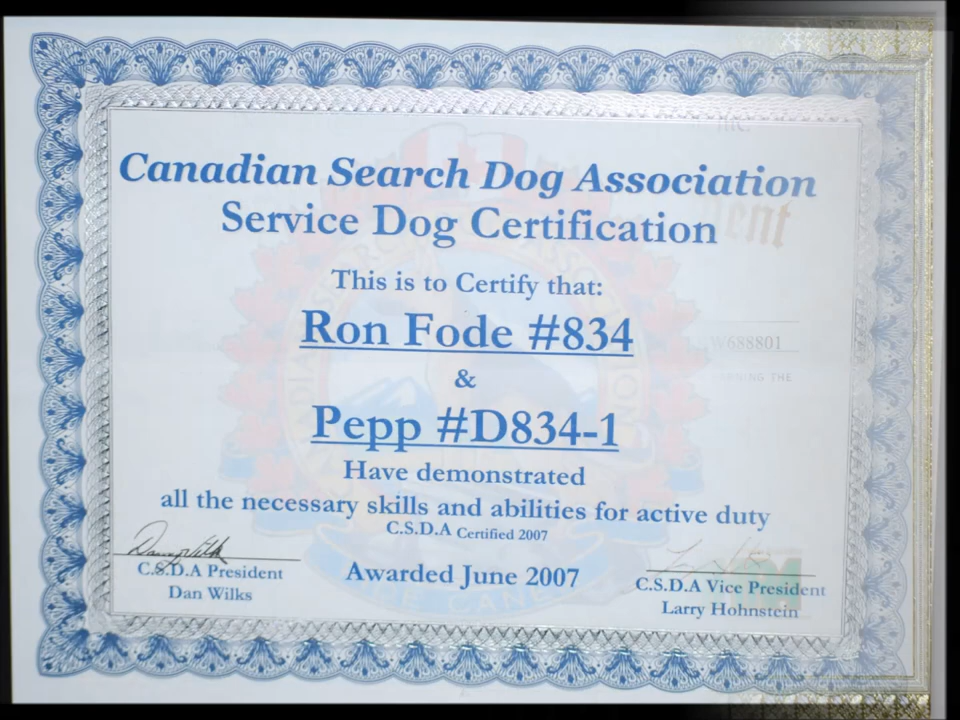 Canadian Search Dog Association
Service Dog Certification
This is to Certify that:
Ron Fode #834
&
Pepp #D834-1
Have demonstrated
all the necessary skills and abilities for active duty
C.S.D.A Certified 2007
Awarded June 2007
C.S.D.A President
Dan Wilks
C.S.D.A Vice President
Larry Hohnstein
W688801